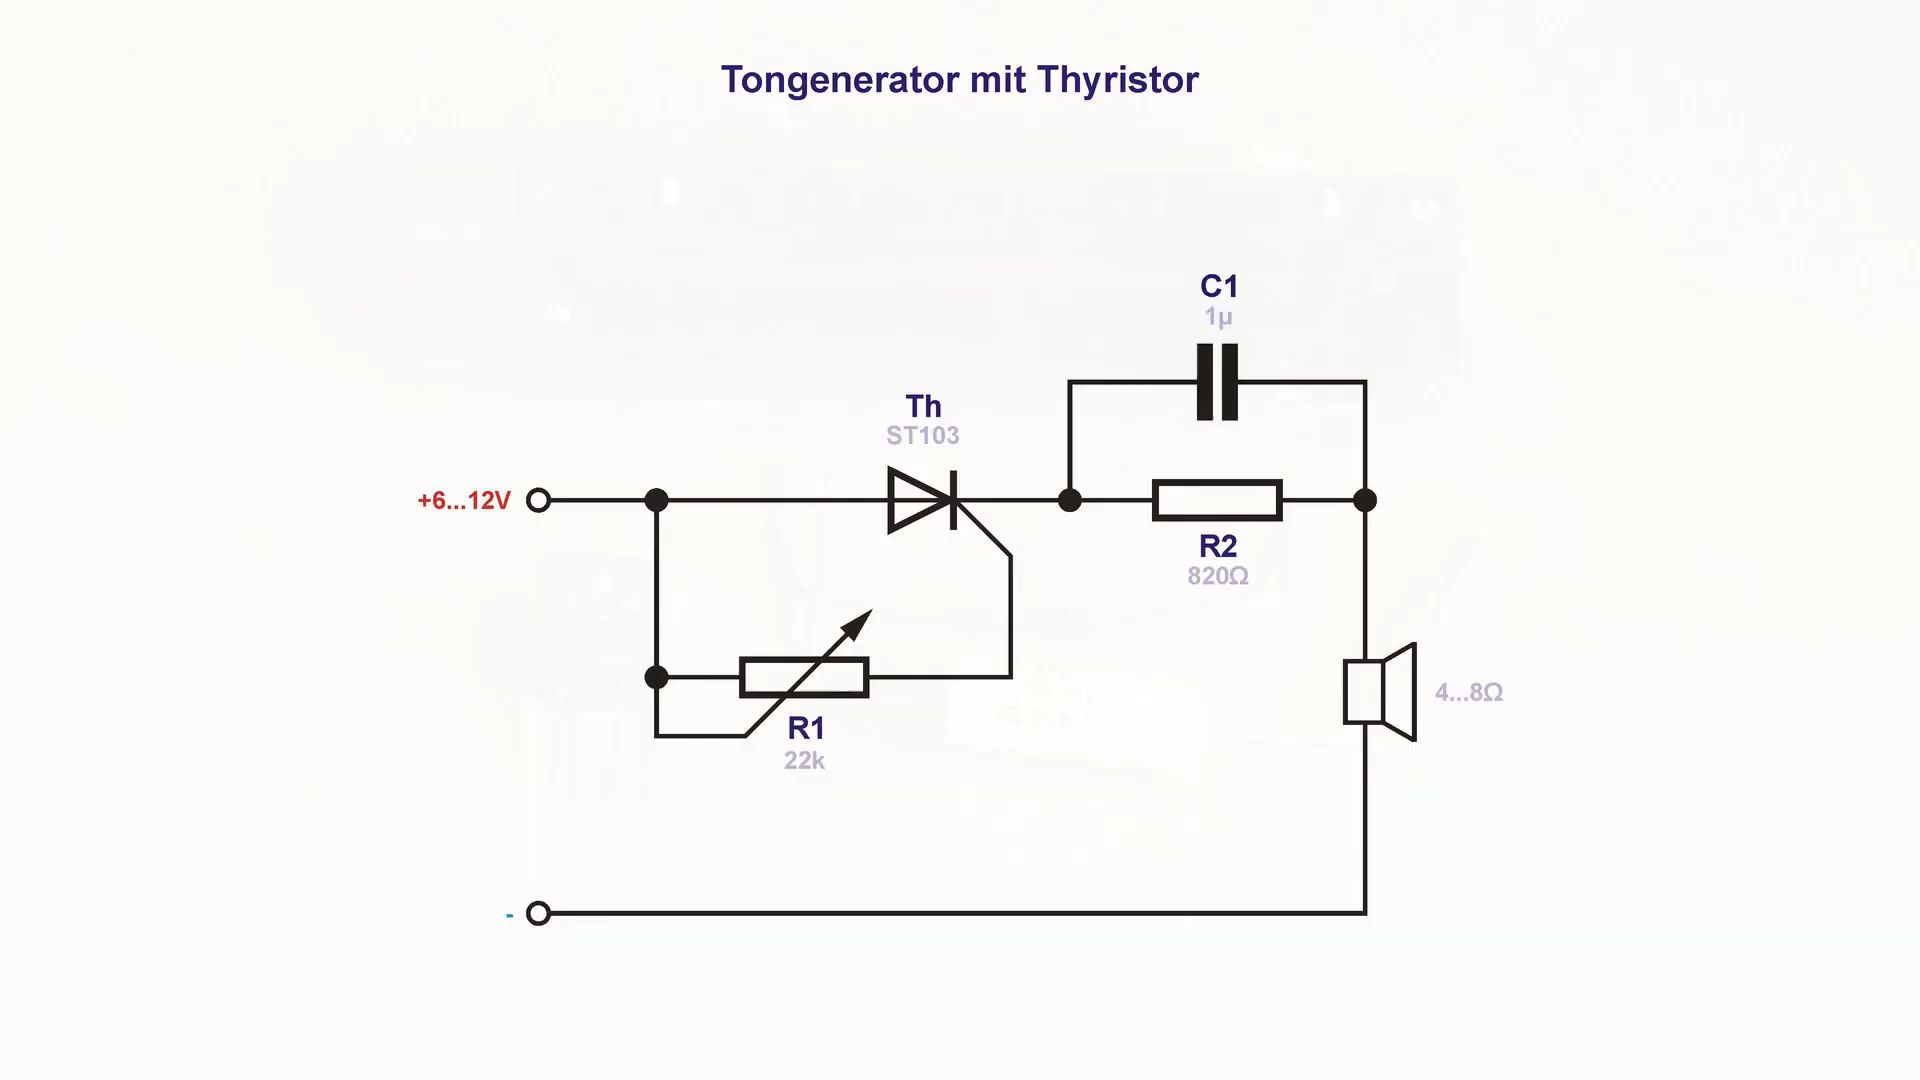 Tongenerator mit Thyristor
C1
1µ
Th
ST103
+6...12V
R2
820Ω
R1
22k
4...8Ω
-